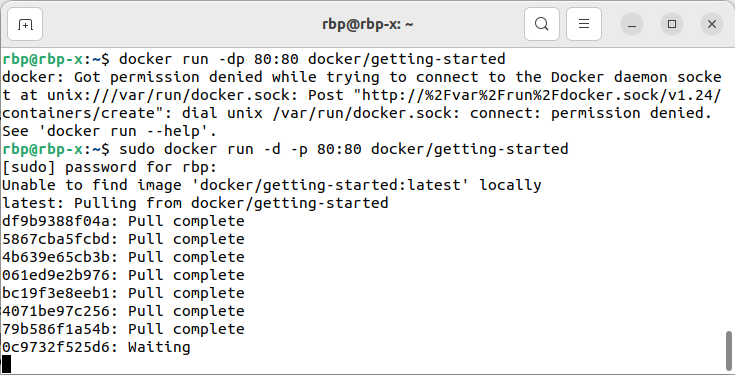 rbp@rbp-x: ~
rbp@rbp-x:~$ docker run -dp 80:80 docker/getting-started
docker: Got permission denied while trying to connect to the Docker daemon socke
t at unix:///var/run/docker.sock: Post "http://%2Fvar%2Frun%2Fdocker.sock/v1.24/
containers/create": dial unix /var/run/docker.sock: connect: permission denied.
See 'docker run --help'.
rbp@rbp-x:~$ sudo docker run -d -p 80:80 docker/getting-started
[sudo] password for rbp:
Unable to find image 'docker/getting-started:latest' locally
latest: Pulling from docker/getting-started
df9b9388f04a: Pull complete
5867cba5fcbd: Pull complete
4b639e65cb3b: Pull complete
061ed9e2b976: Pull complete
bc19f3e8eeb1: Pull complete
4071be97c256: Pull complete
79b586f1a54b: Pull complete
0c9732f525d6: Waiting